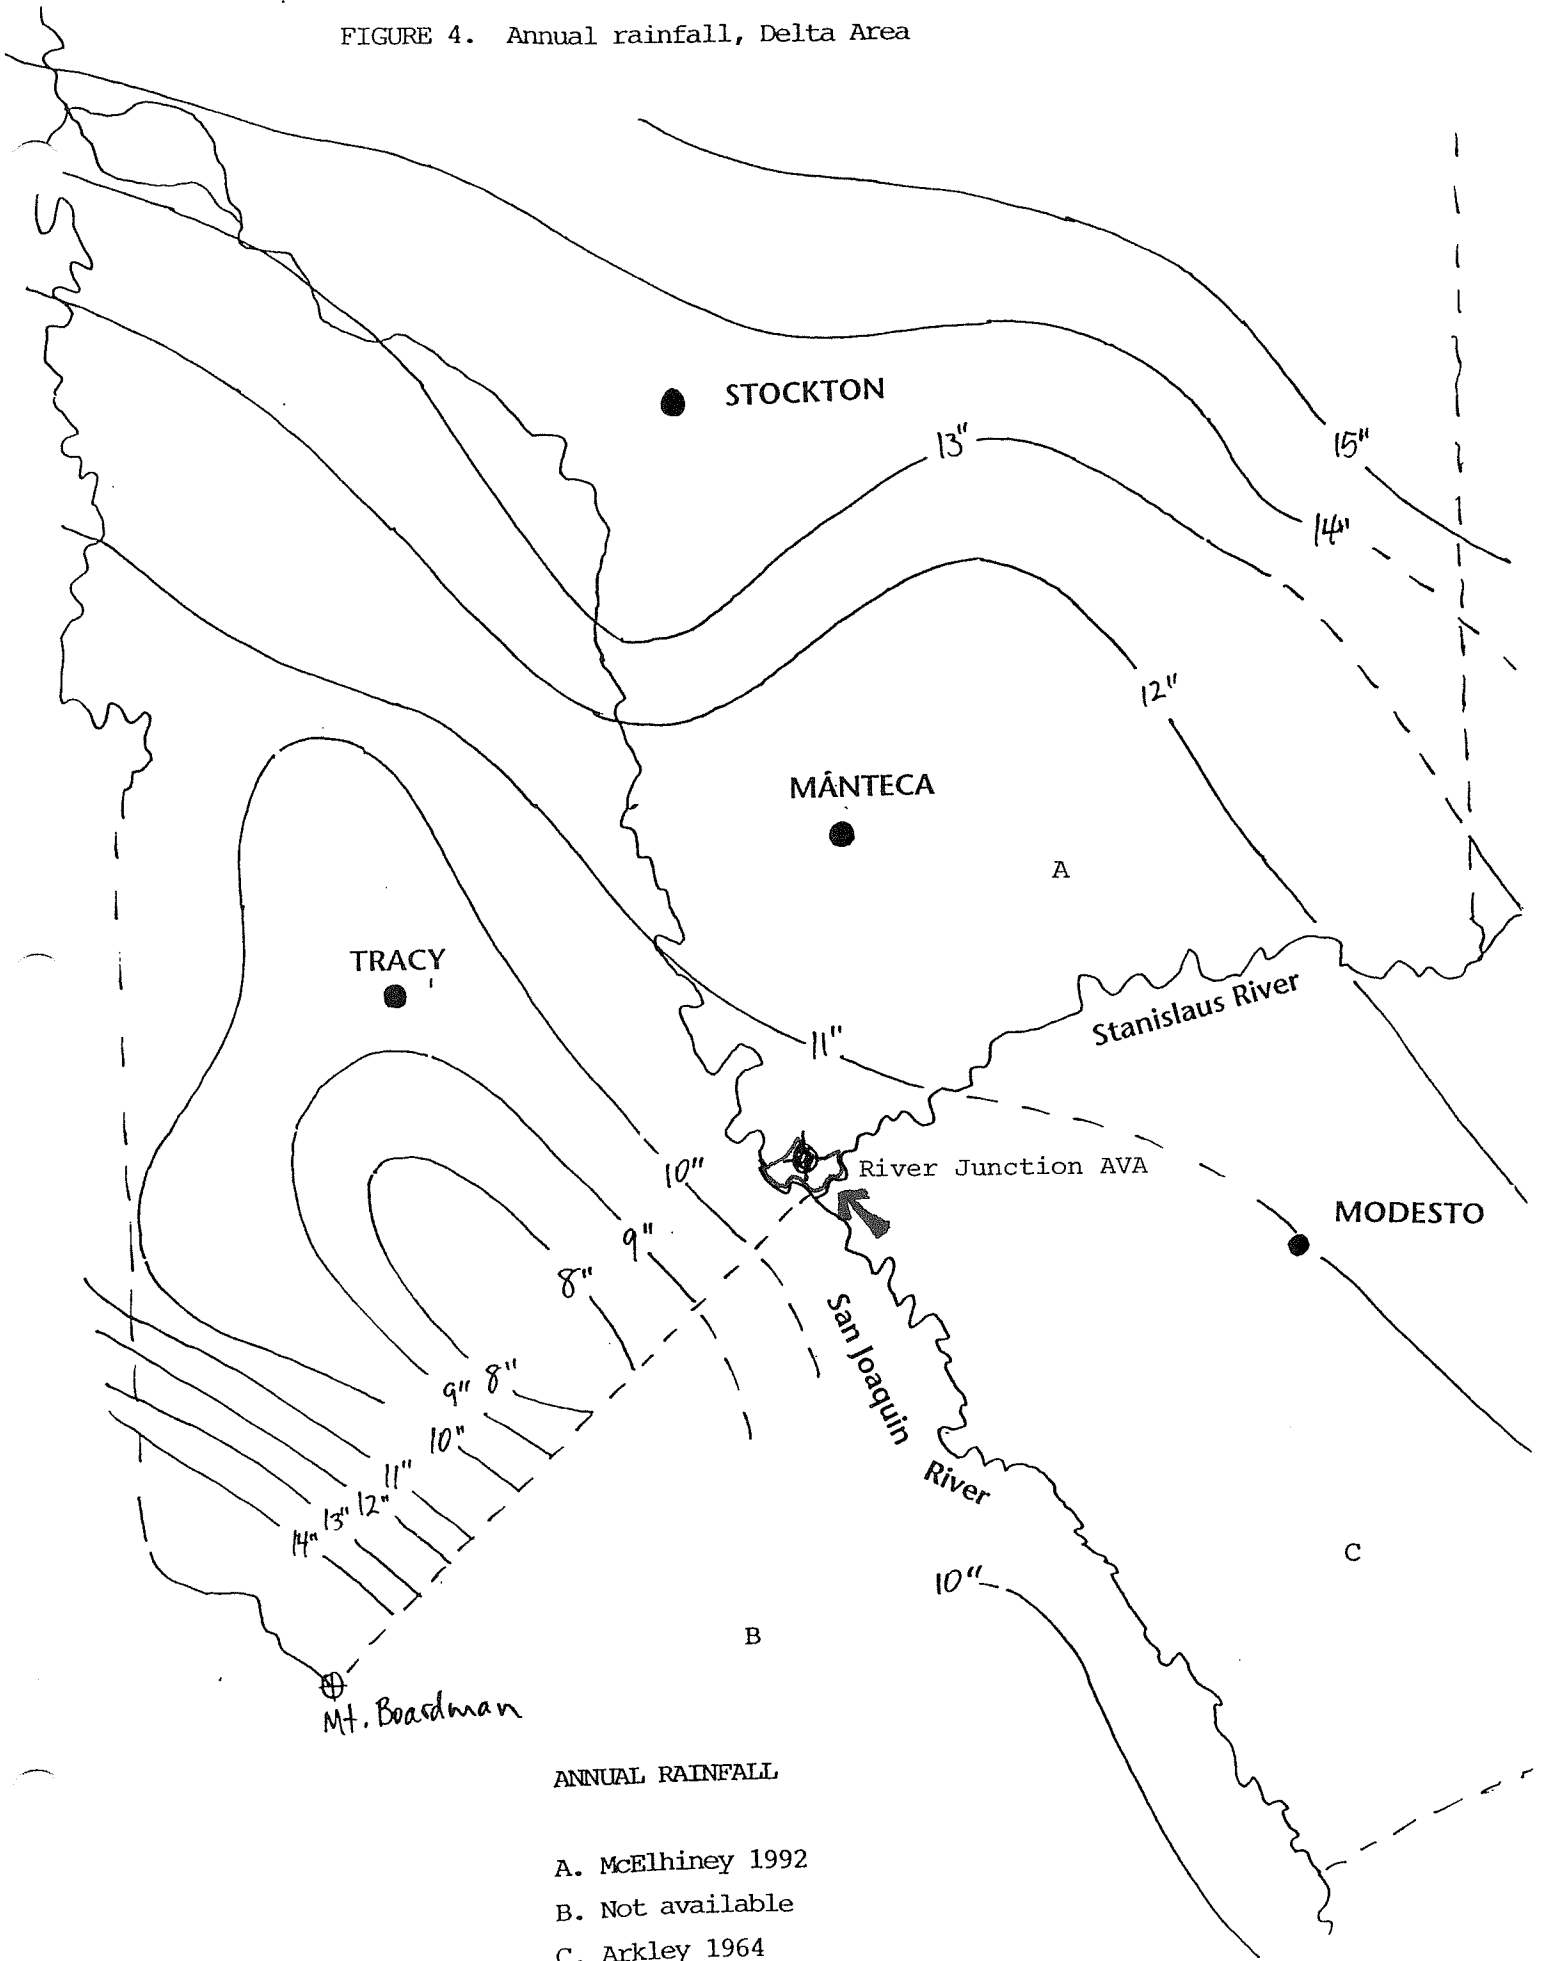 FIGURE 4. Annual rainfall, Delta Area
STOCKTON
13"
15"
14"
12"
MANTECA
A
TRACY
Stanislaus River
11"
River Junction AVA
10"
MODESTO
9"
8"
San Joaquin
River
9" 8"
10"
11"
12"
13"
14"
C
10"
B
Mt. Boardman
ANNUAL RAINFALL
A. McElhiney 1992
B. Not available
C. Arkley 1964